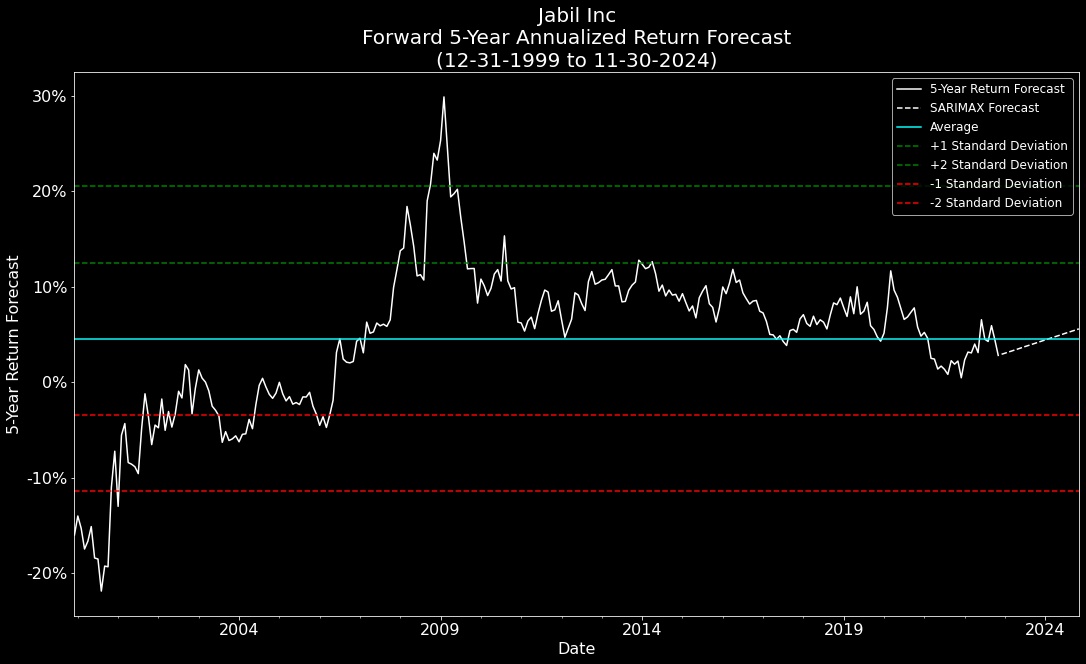 Jabil Inc
Forward 5-Year Annualized Return Forecast
(12-31-1999 to 11-30-2024)
5-Year Return Forecast
30%
20%
10%
0%
-10%
-20%
5-Year Return Forecast
SARIMAX Forecast
Average
+1 Standard Deviation
+2 Standard Deviation
-1 Standard Deviation
-2 Standard Deviation
2004
2009
2014
2019
2024
Date